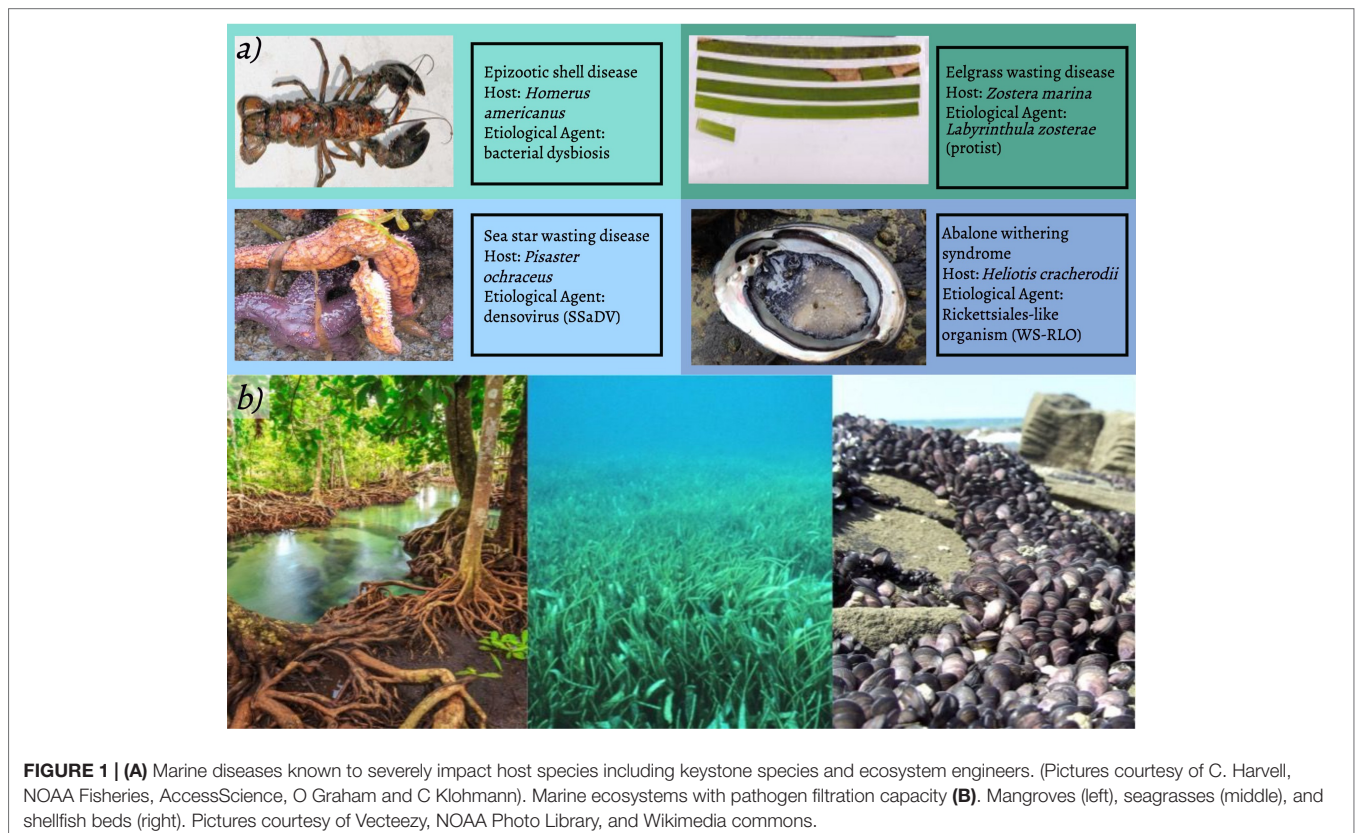 a)
Epizootic shell disease
Host: Homerus
americanus
Etiological Agent:
bacterial dysbiosis
Eelgrass wasting disease
Host: Zostera marina
Etiological Agent:
Labyrinthula zosterae
(protist)
Sea star wasting disease
Host: Pisaster
ochraceus
Etiological Agent:
densovirus (SSaDV)
Abalone withering
syndrome
Host: Heliotis cracherodii
Etiological Agent:
Rickettsiales-like
organism (WS-RLO)
b)
FIGURE 1 | (A) Marine diseases known to severely impact host species including keystone species and ecosystem engineers. (Pictures courtesy of C. Harvell,
NOAA Fisheries, AccessScience, O Graham and C Klohmann). Marine ecosystems with pathogen filtration capacity (B). Mangroves (left), seagrasses (middle), and
shellfish beds (right). Pictures courtesy of Vecteezy, NOAA Photo Library, and Wikimedia commons.